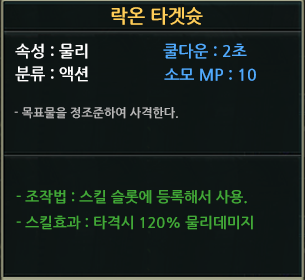 락온 타겟슛
속성 : 물리 쿨다운 : 2초
분류 : 액션 소모 MP : 10
- 목표물을 정조준하여 사격한다.
- 조작법 : 스킬 슬롯에 등록해서 사용.
- 스킬효과 : 타격시 120% 물리데미지